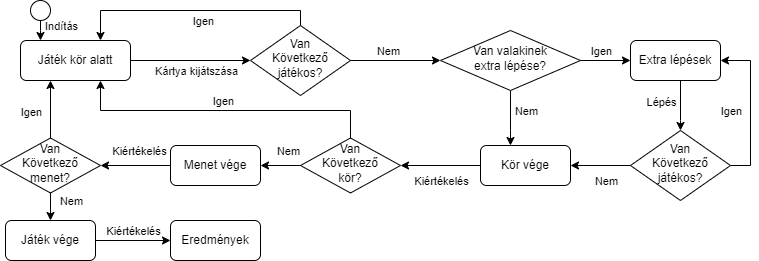 Indítás
Igen
Játék kör alatt
Kártya kijátszása
Van
Következő
játékos?
Nem
Van valakinek
extra lépése?
Igen
Extra lépések
Igen
Igen
Nem
Lépés
Igen
Van
Következő
menet?
Kiértékelés
Menet vége
Nem
Van
Következő
kör?
Kiértékelés
Kör vége
Nem
Van
Következő
játékos?
Nem
Játék vége
Kiértékelés
Eredmények